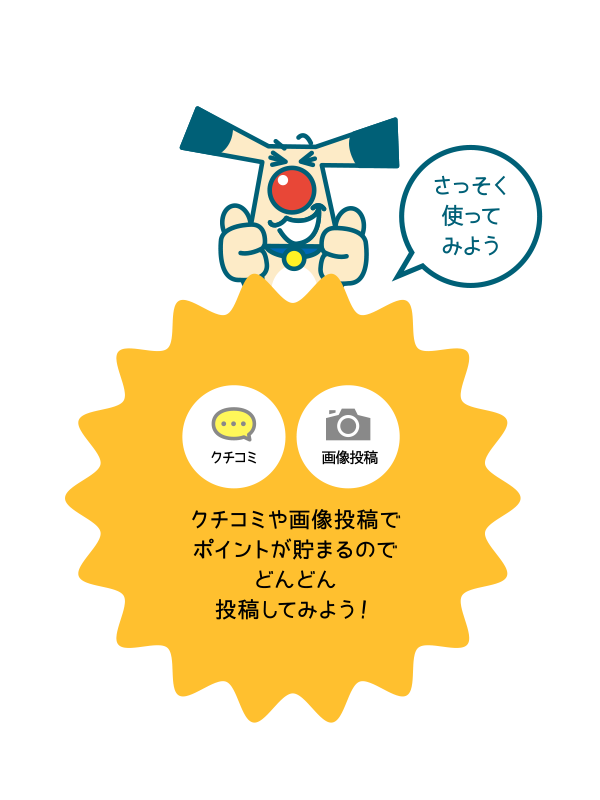 さっそく
使って
みよう
クチコミ
画像投稿
クチコミや画像投稿で
ポイントが貯まるので
どんどん
投稿してみよう!